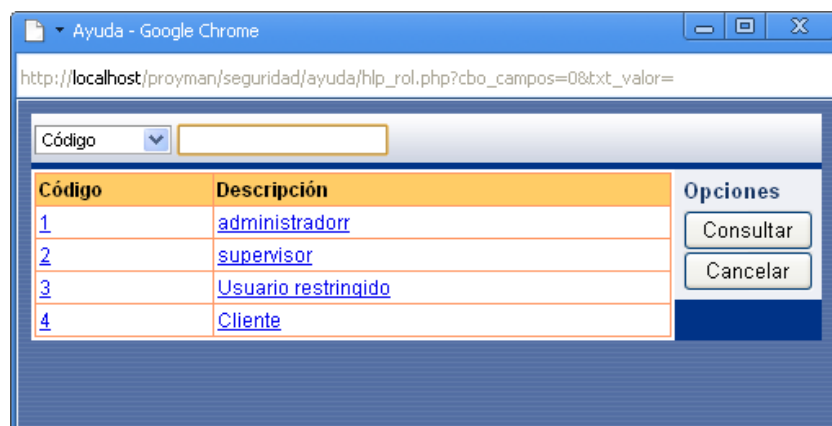 Ayuda - Google Chrome
http://localhost/proyman/seguridad/ayuda/hlp_rol.php?cbo_campos=0&txt_valor=
Código
Código Descripción Opciones
1 administradorr Consultar
2 supervisor
3 Usuario restringido Cancelar
4 Cliente